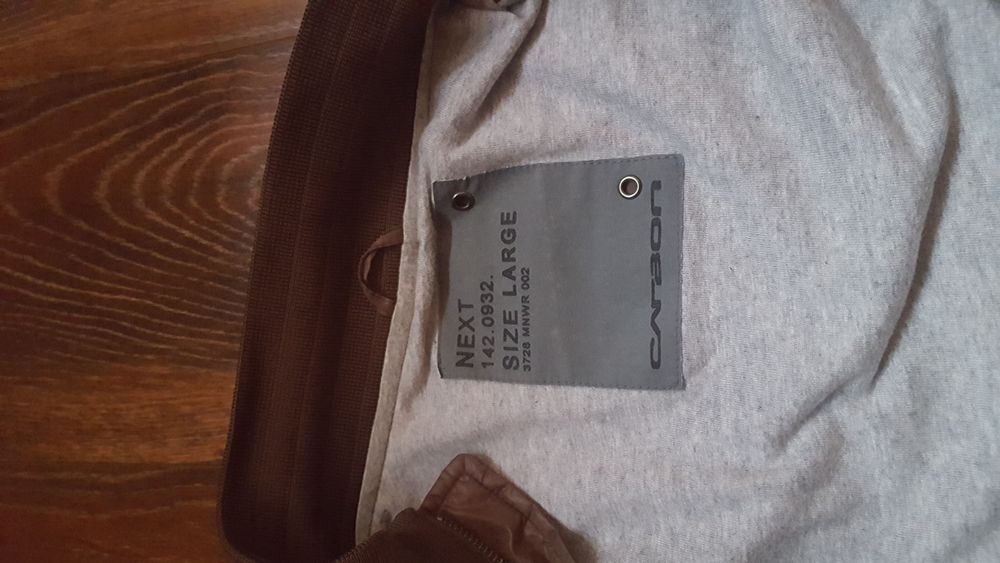 NEXT
142.0932.
SIZE LARGE
3728 MNWR 002
CARBON